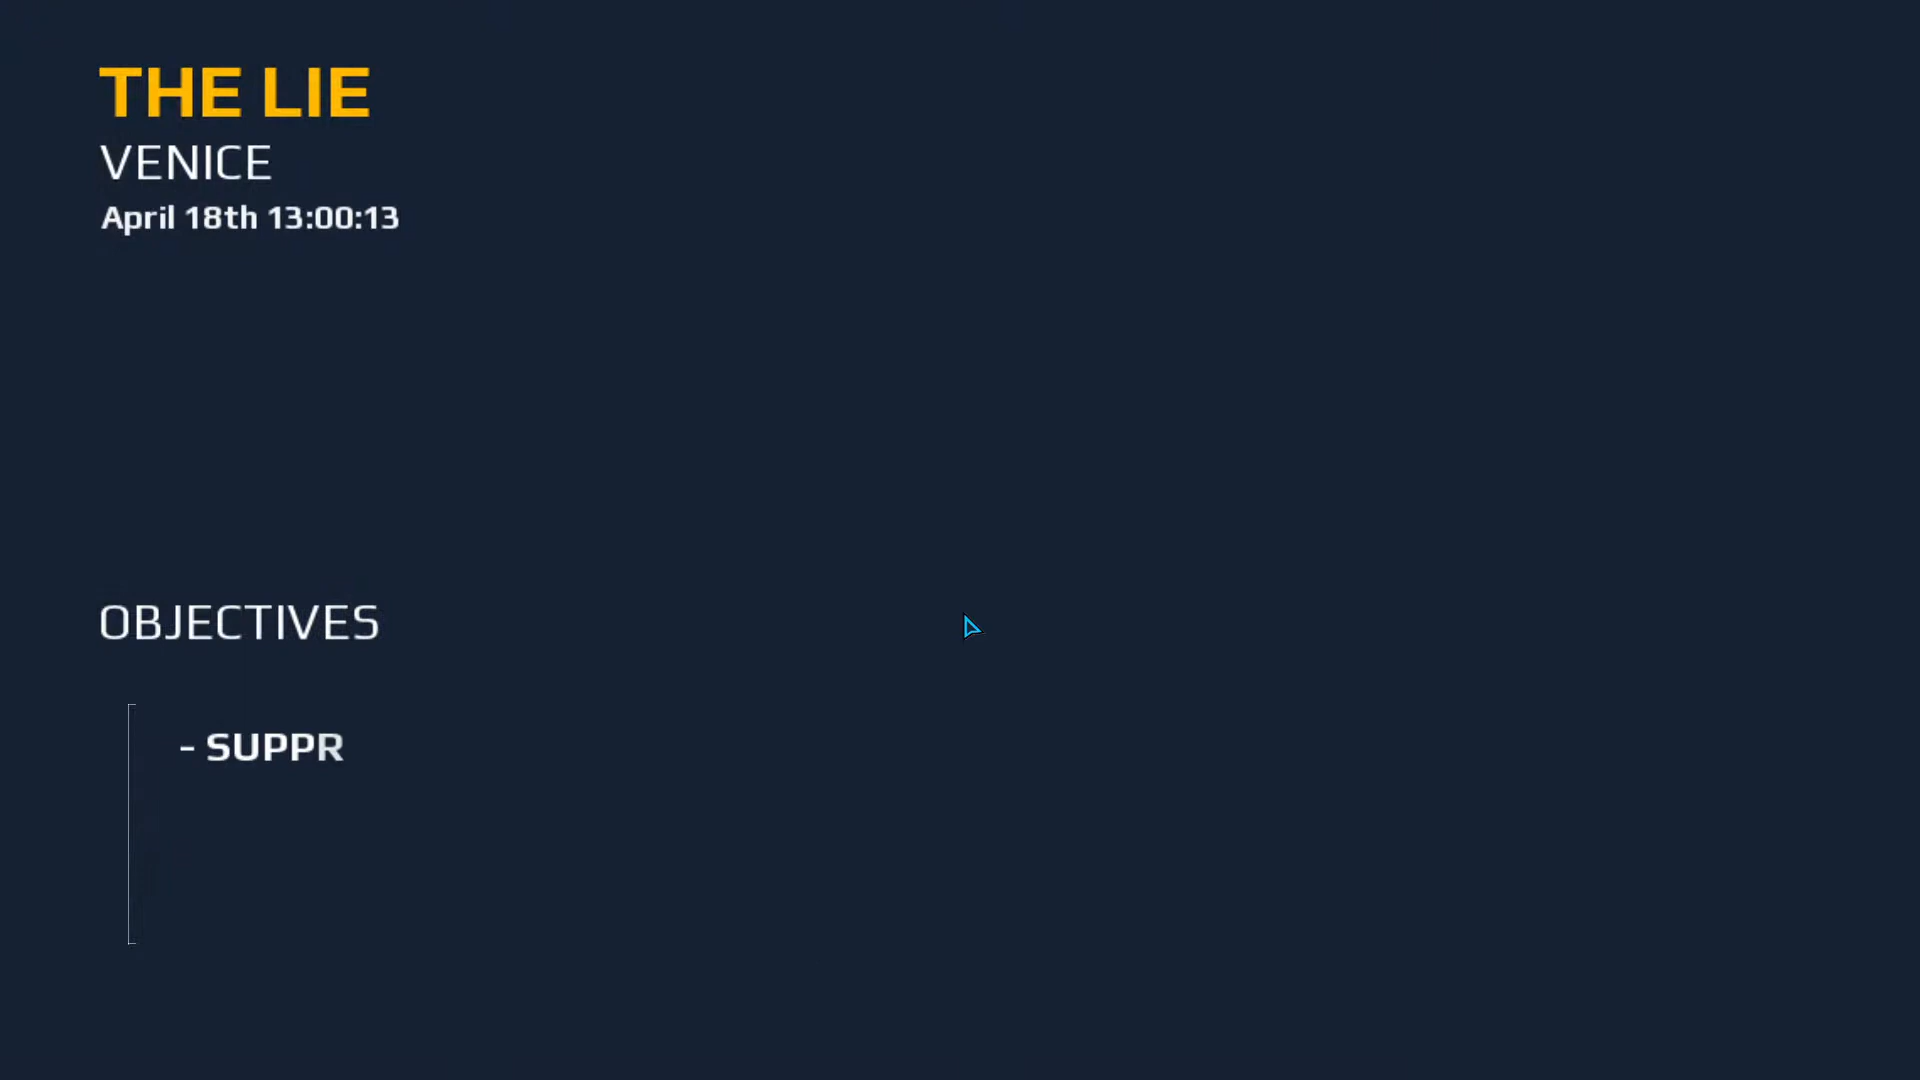 THE LIE
VENICE
April 18th 13:00:13
OBJECTIVES
- SUPPR